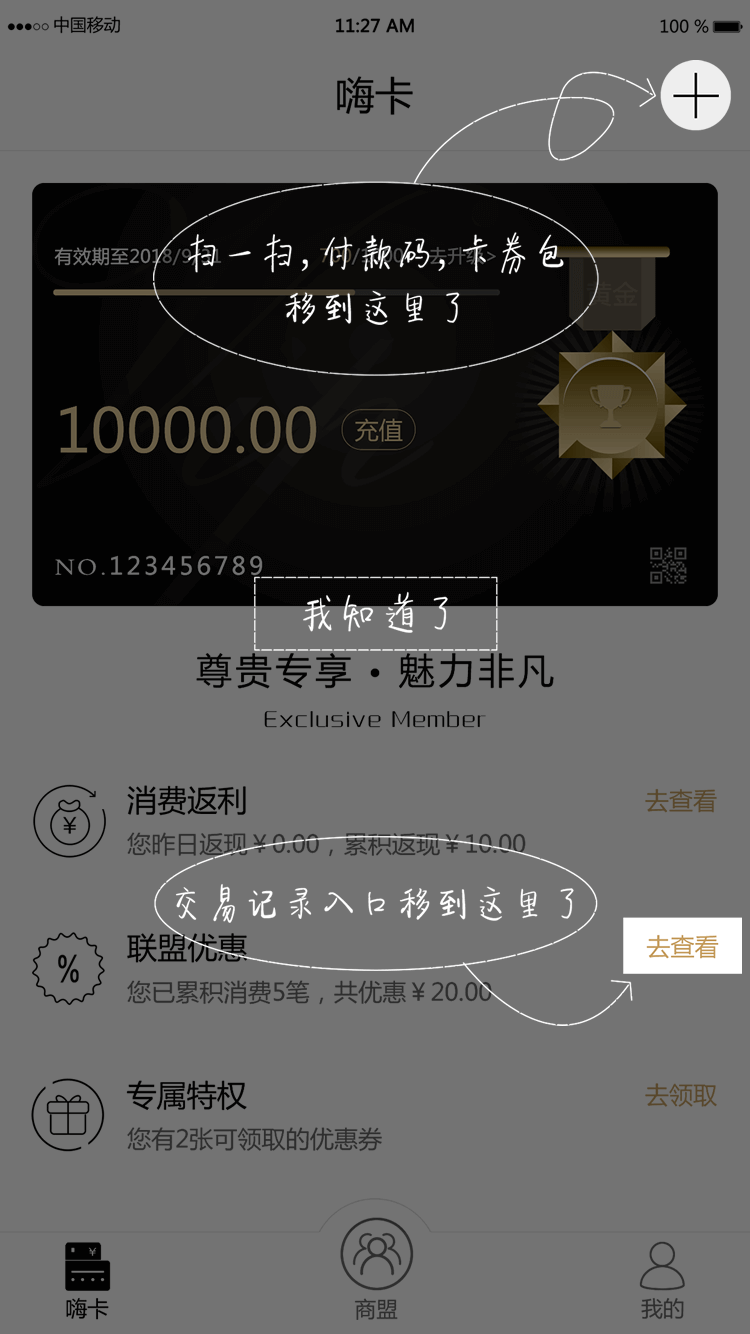 中国移动
11:27 AM
100 %
嗨卡
扫一扫,付款码,卡券包
移到这里了
有效期至2018/9/
去升级>
黄金
10000.00
充值
NO.123456789
我知道了
尊贵专享·魅力非凡
Exclusive Member
消费返利
去查看
您昨日返现￥0.00，累积返现￥10.00
交易记录入口移到这里了
联盟优惠
去查看
%
您已累积消费5笔，共优惠￥20.00
专属特权
去领取
您有2张可领取的优惠券
嗨卡
商盟
我的